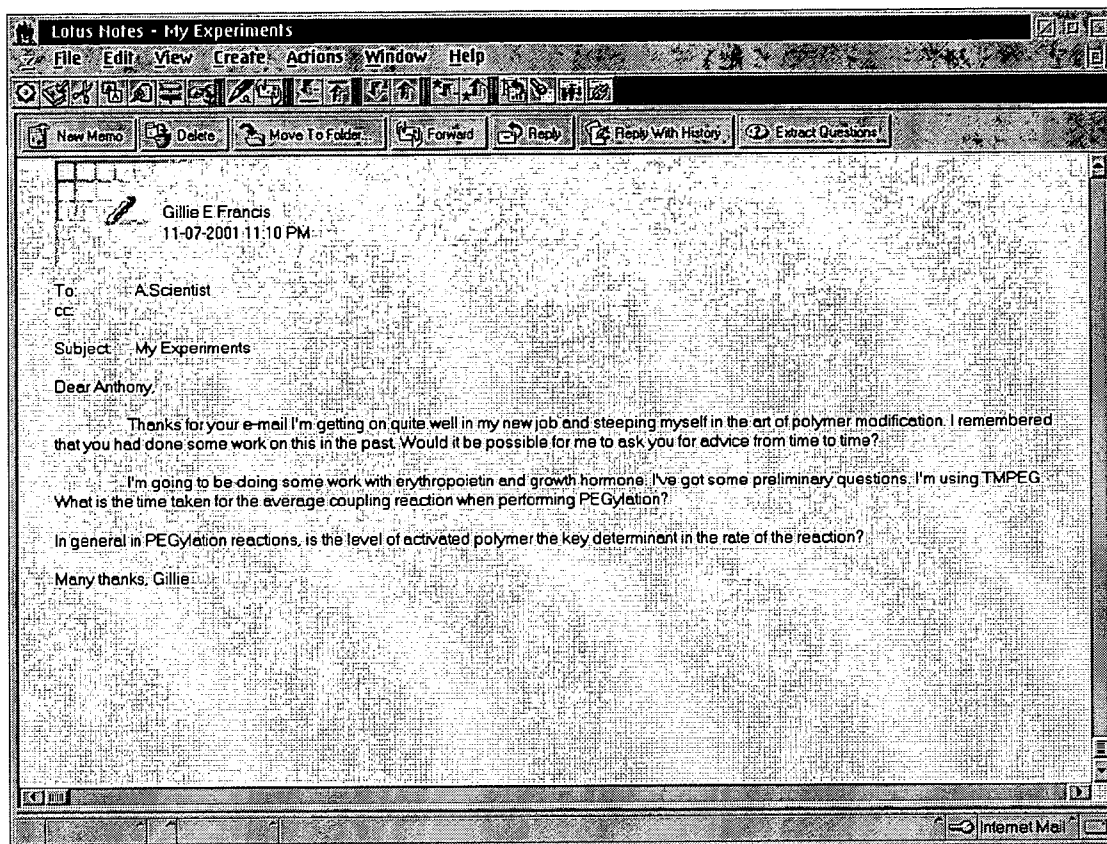 Lotus Notes - My Experiments
File Edit View Create Actions Window Help
New Memo Delete Move To Folder... Forward Reply Reply With History Extract Questions!
Gillie E Francis
11-07-2001 11:10 PM
To: A.Scientist
cc:
Subject: My Experiments
Dear Anthony,
Thanks for your e-mail I'm getting on quite well in my new job and steeping myself in the art of polymer modification. I remembered
that you had done some work on this in the past. Would it be possible for me to ask you for advice from time to time?
I'm going to be doing some work with erythropoietin and growth hormone. I've got some preliminary questions. I'm using TMPEG.
What is the time taken for the average coupling reaction when performing PEGylation?
In general in PEGylation reactions, is the level of activated polymer the key determinant in the rate of the reaction?
Many thanks, Gillie
Internet Mail